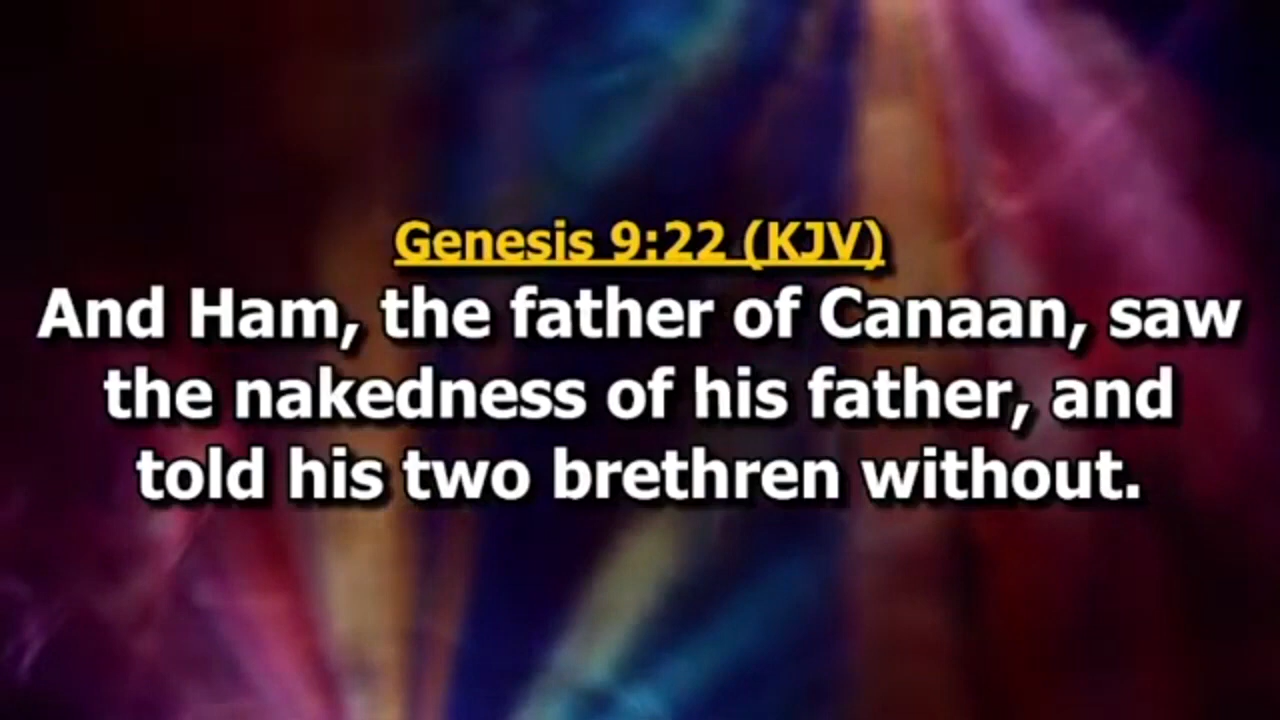 Genesis 9:22 (KJV)
And Ham, the father of Canaan, saw
the nakedness of his father, and
told his two brethren without.